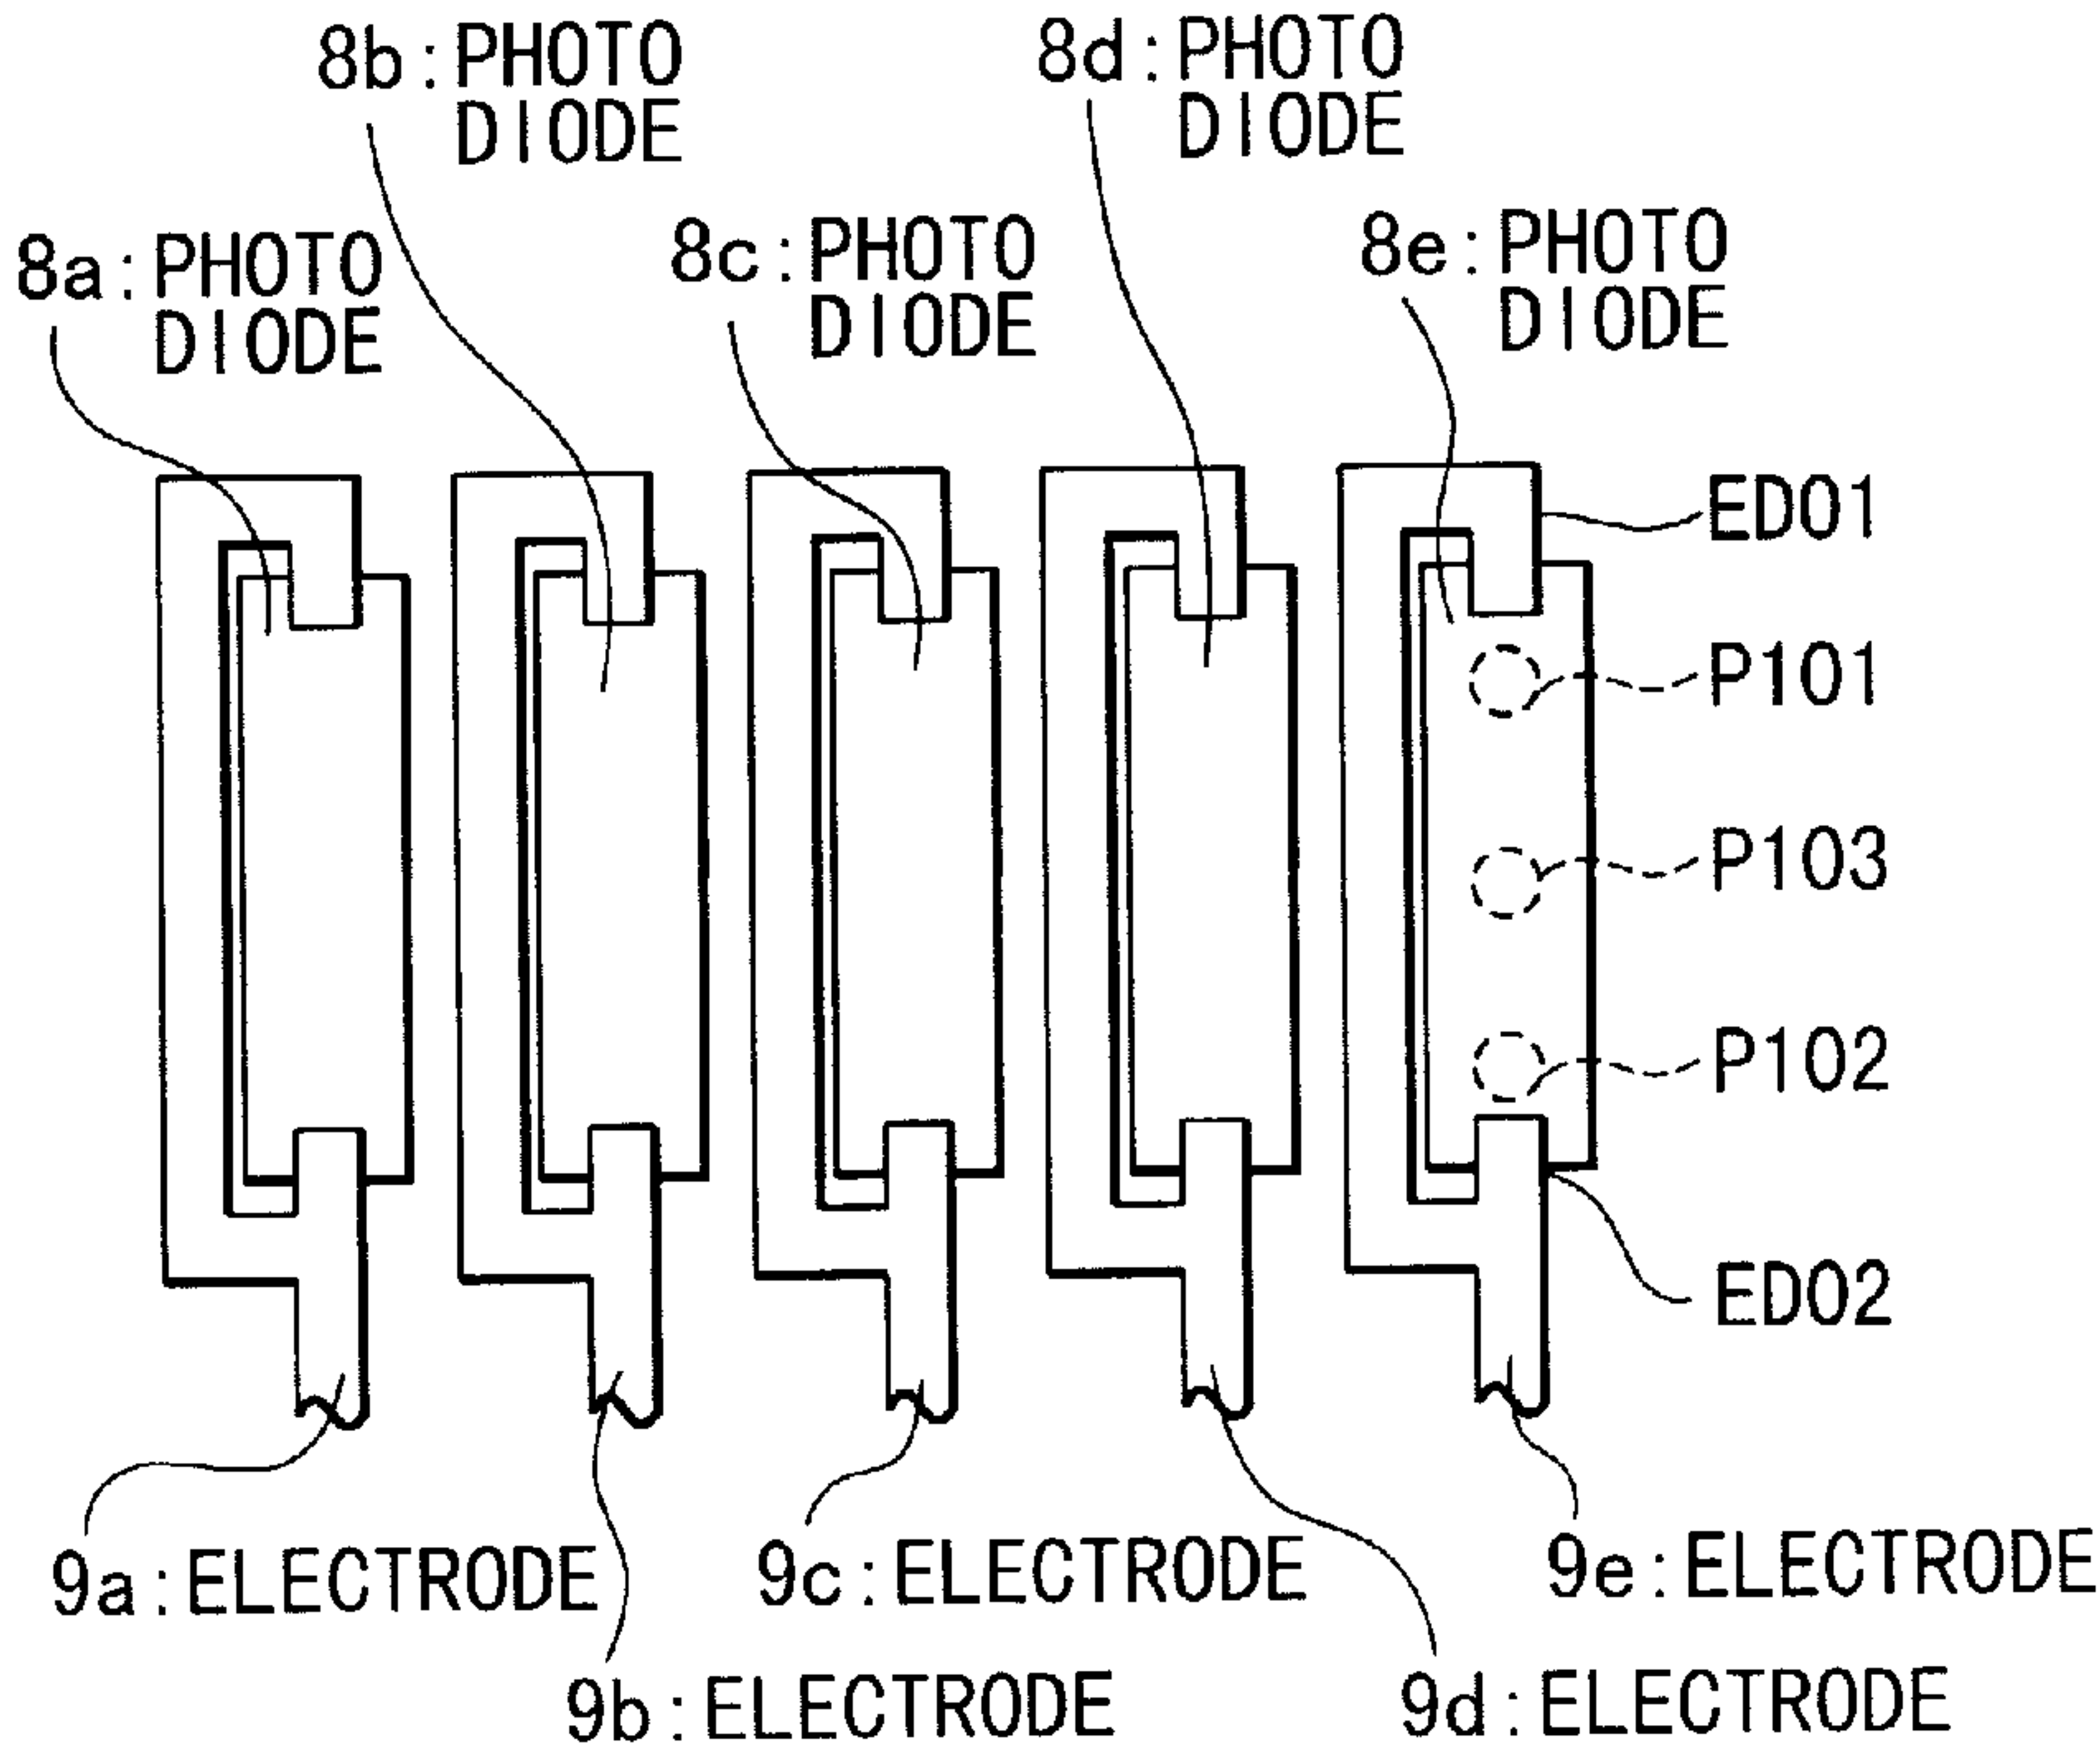 8b:PHOTO
DIODE
8d:PHOTO
DIODE
8a:PHOTO
DIODE
8c:PHOTO
DIODE
8e:PHOTO
DIODE
ED01
P101
P103
P102
ED02
9a:ELECTRODE
9c:ELECTRODE
9e:ELECTRODE
9b:ELECTRODE
9d:ELECTRODE